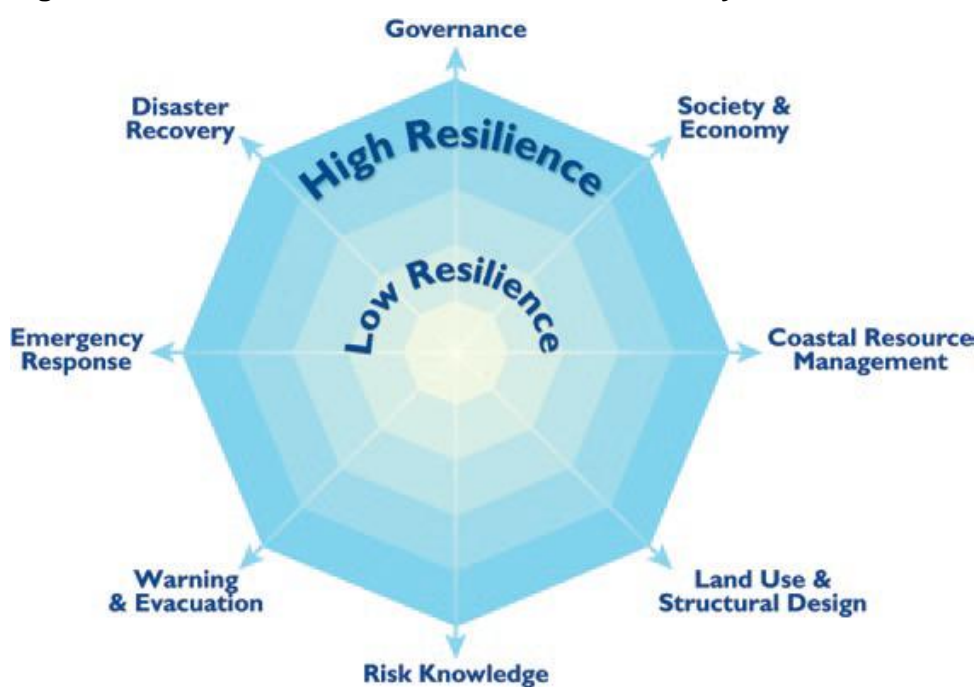 Governance
Disaster
Recovery
Society &
Economy
High Resilience
Low Resilience
Emergency
Response
Coastal Resource
Management
Warning
& Evacuation
Land Use &
Structural Design
Risk Knowledge